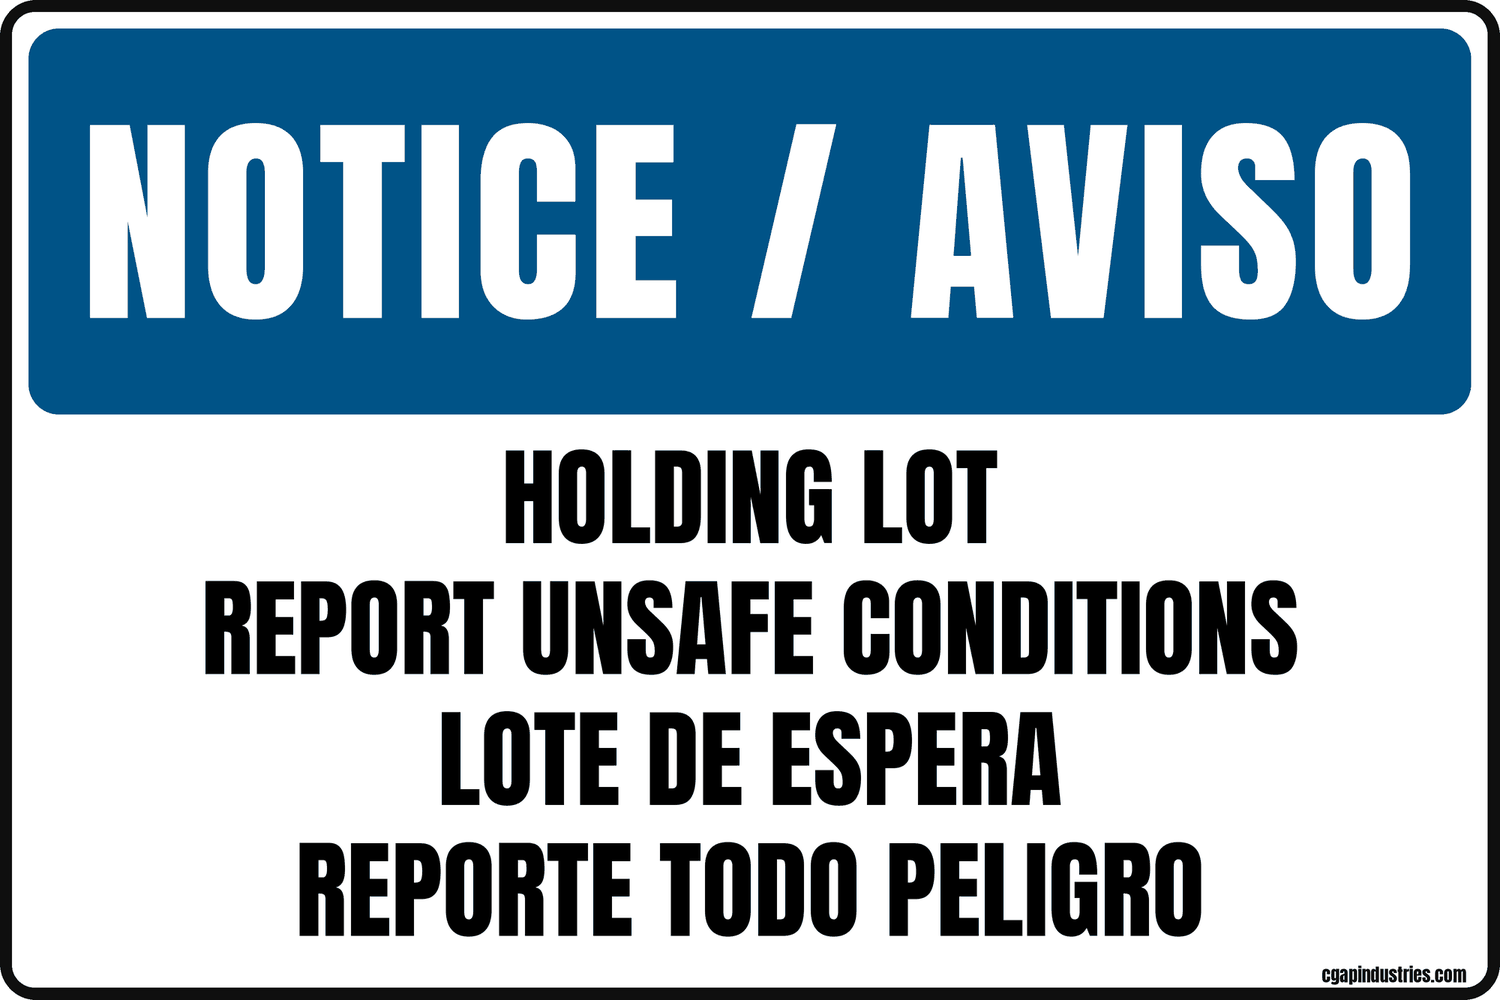 NOTICE / AVISO
HOLDING LOT
REPORT UNSAFE CONDITIONS
LOTE DE ESPERA
REPORTE TODO PELIGRO
cgapindustries.com